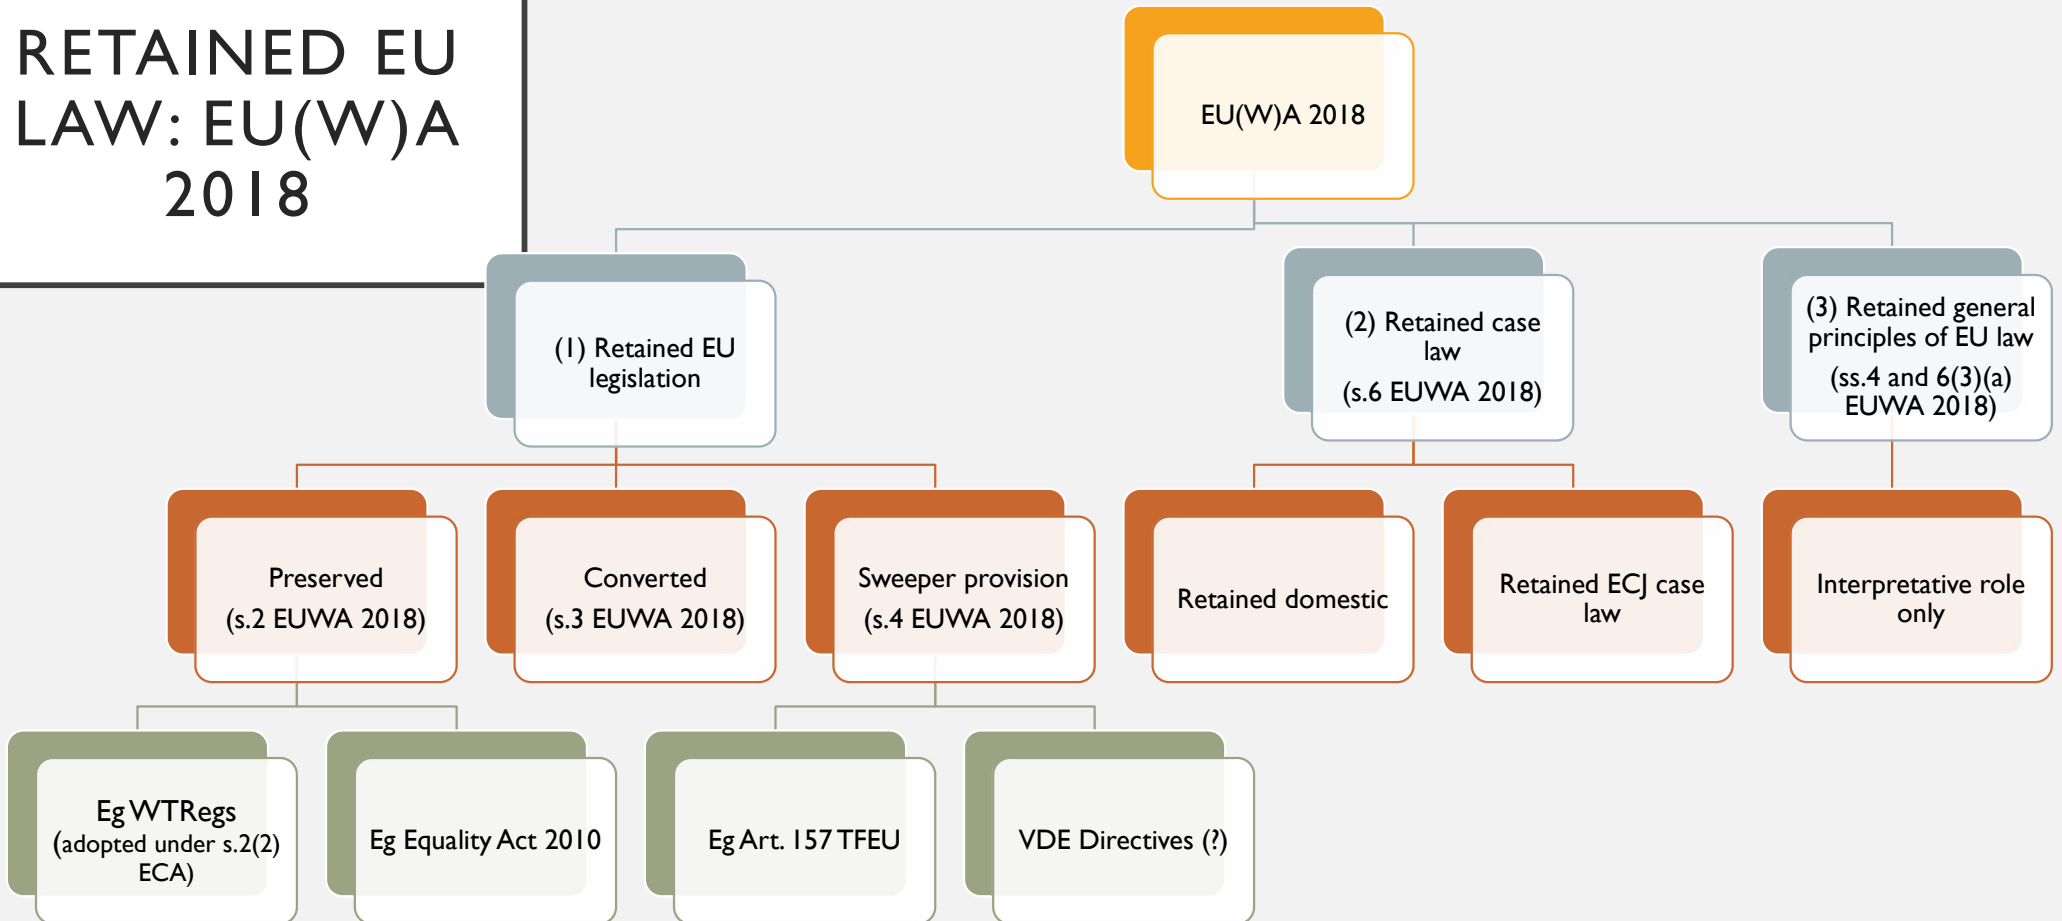 RETAINED EU
LAW: EU(W)A
2018
EU(W)A 2018
(1) Retained EU
legislation
(2) Retained case
law
(s.6 EUWA 2018)
(3) Retained general
principles of EU law
(ss.4 and 6(3)(a)
EUWA 2018)
Preserved
(s.2 EUWA 2018)
Converted
(s.3 EUWA 2018)
Sweeper provision
(s.4 EUWA 2018)
Retained domestic
Retained ECJ case
law
Interpretative role
only
Eg WTRegs
(adopted under s.2(2)
ECA)
Eg Equality Act 2010
Eg Art. 157 TFEU
VDE Directives (?)